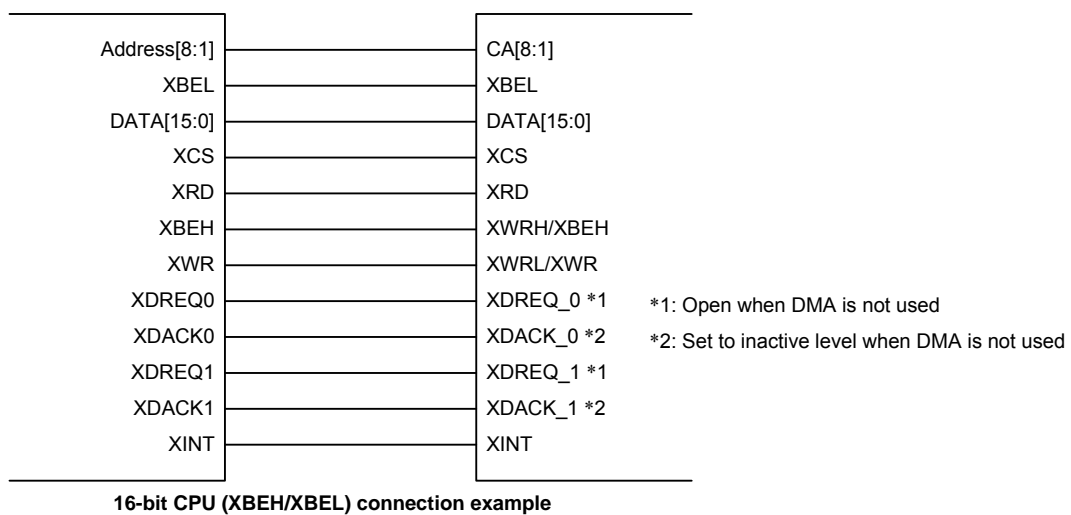 Address[8:1] CA[8:1]
XBEL XBEL
DATA[15:0] DATA[15:0]
XCS XCS
XRD XRD
XBEH XWRH/XBEH
XWR XWRL/XWR
XDREQ0 XDREQ_0 *1 *1: Open when DMA is not used
XDACK0 XDACK_0 *2 *2: Set to inactive level when DMA is not used
XDREQ1 XDREQ_1 *1
XDACK1 XDACK_1 *2
XINT XINT
16-bit CPU (XBEH/XBEL) connection example